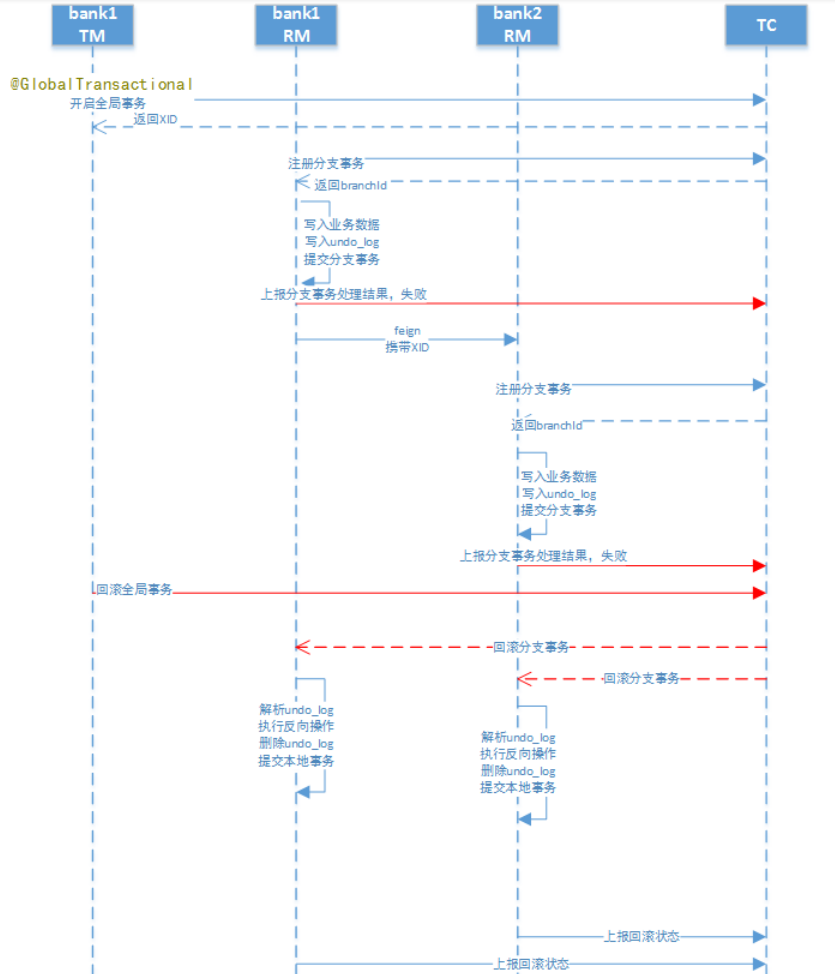 bank1
TM
bank1
RM
bank2
RM
TC
@GlobalTransactional
开启全局事务
返回XID
注册分支事务
返回branchId
写入业务数据
写入undo_log
提交分支事务
上报分支事务处理结果，失败
feign
携带XID
注册分支事务
返回branchId
写入业务数据
写入undo_log
提交分支事务
上报分支事务处理结果，失败
回滚全局事务
回滚分支事务
回滚分支事务
解析undo_log
执行反向操作
删除undo_log
提交本地事务
解析undo_log
执行反向操作
删除undo_log
提交本地事务
上报回滚状态
上报回滚状态